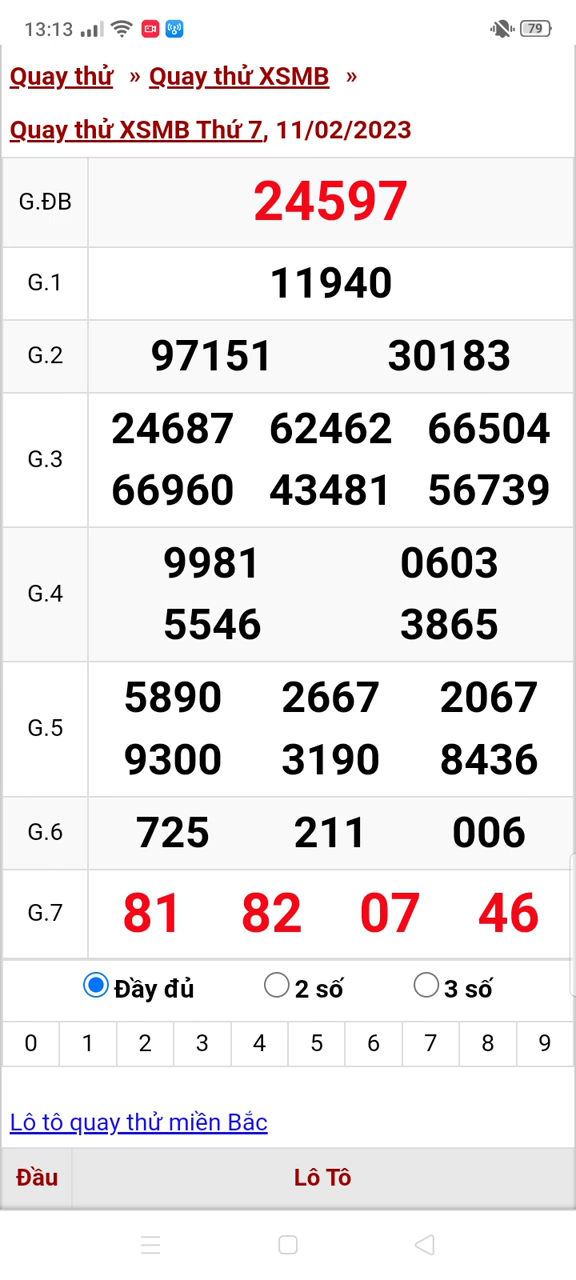 13:13
79
Quay thử » Quay thử XSMB »
Quay thử XSMB Thứ 7, 11/02/2023
G.ĐB 24597
G.1 11940
G.2 97151 30183
G.3 24687 62462 66504
66960 43481 56739
G.4 9981 0603
5546 3865
G.5 5890 2667 2067
9300 3190 8436
G.6 725 211 006
G.7 81 82 07 46
Đầy đủ 2 số 3 số
0 1 2 3 4 5 6 7 8 9
Lô tô quay thử miền Bắc
Đầu Lô Tô